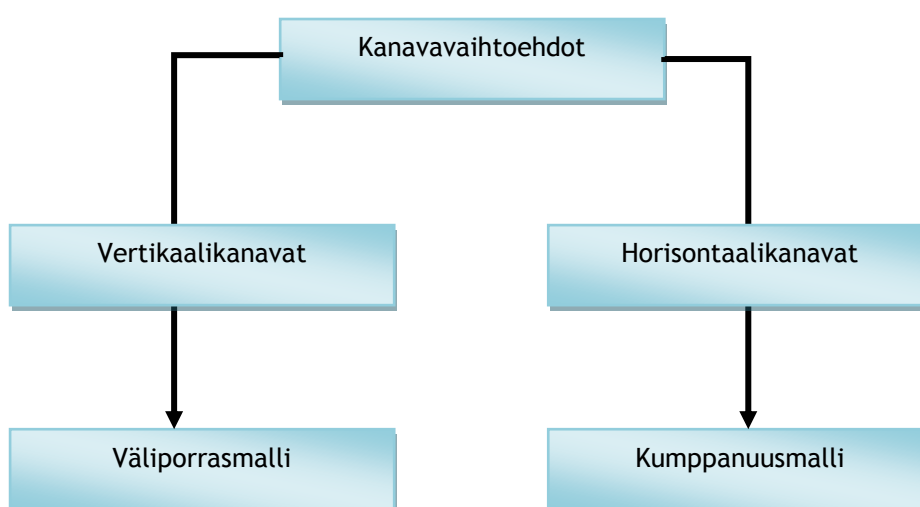 Kanavavaihtoehdot
Vertikaalikanavat
Horisontaalikanavat
Väliporrasmalli
Kumppanuusmalli